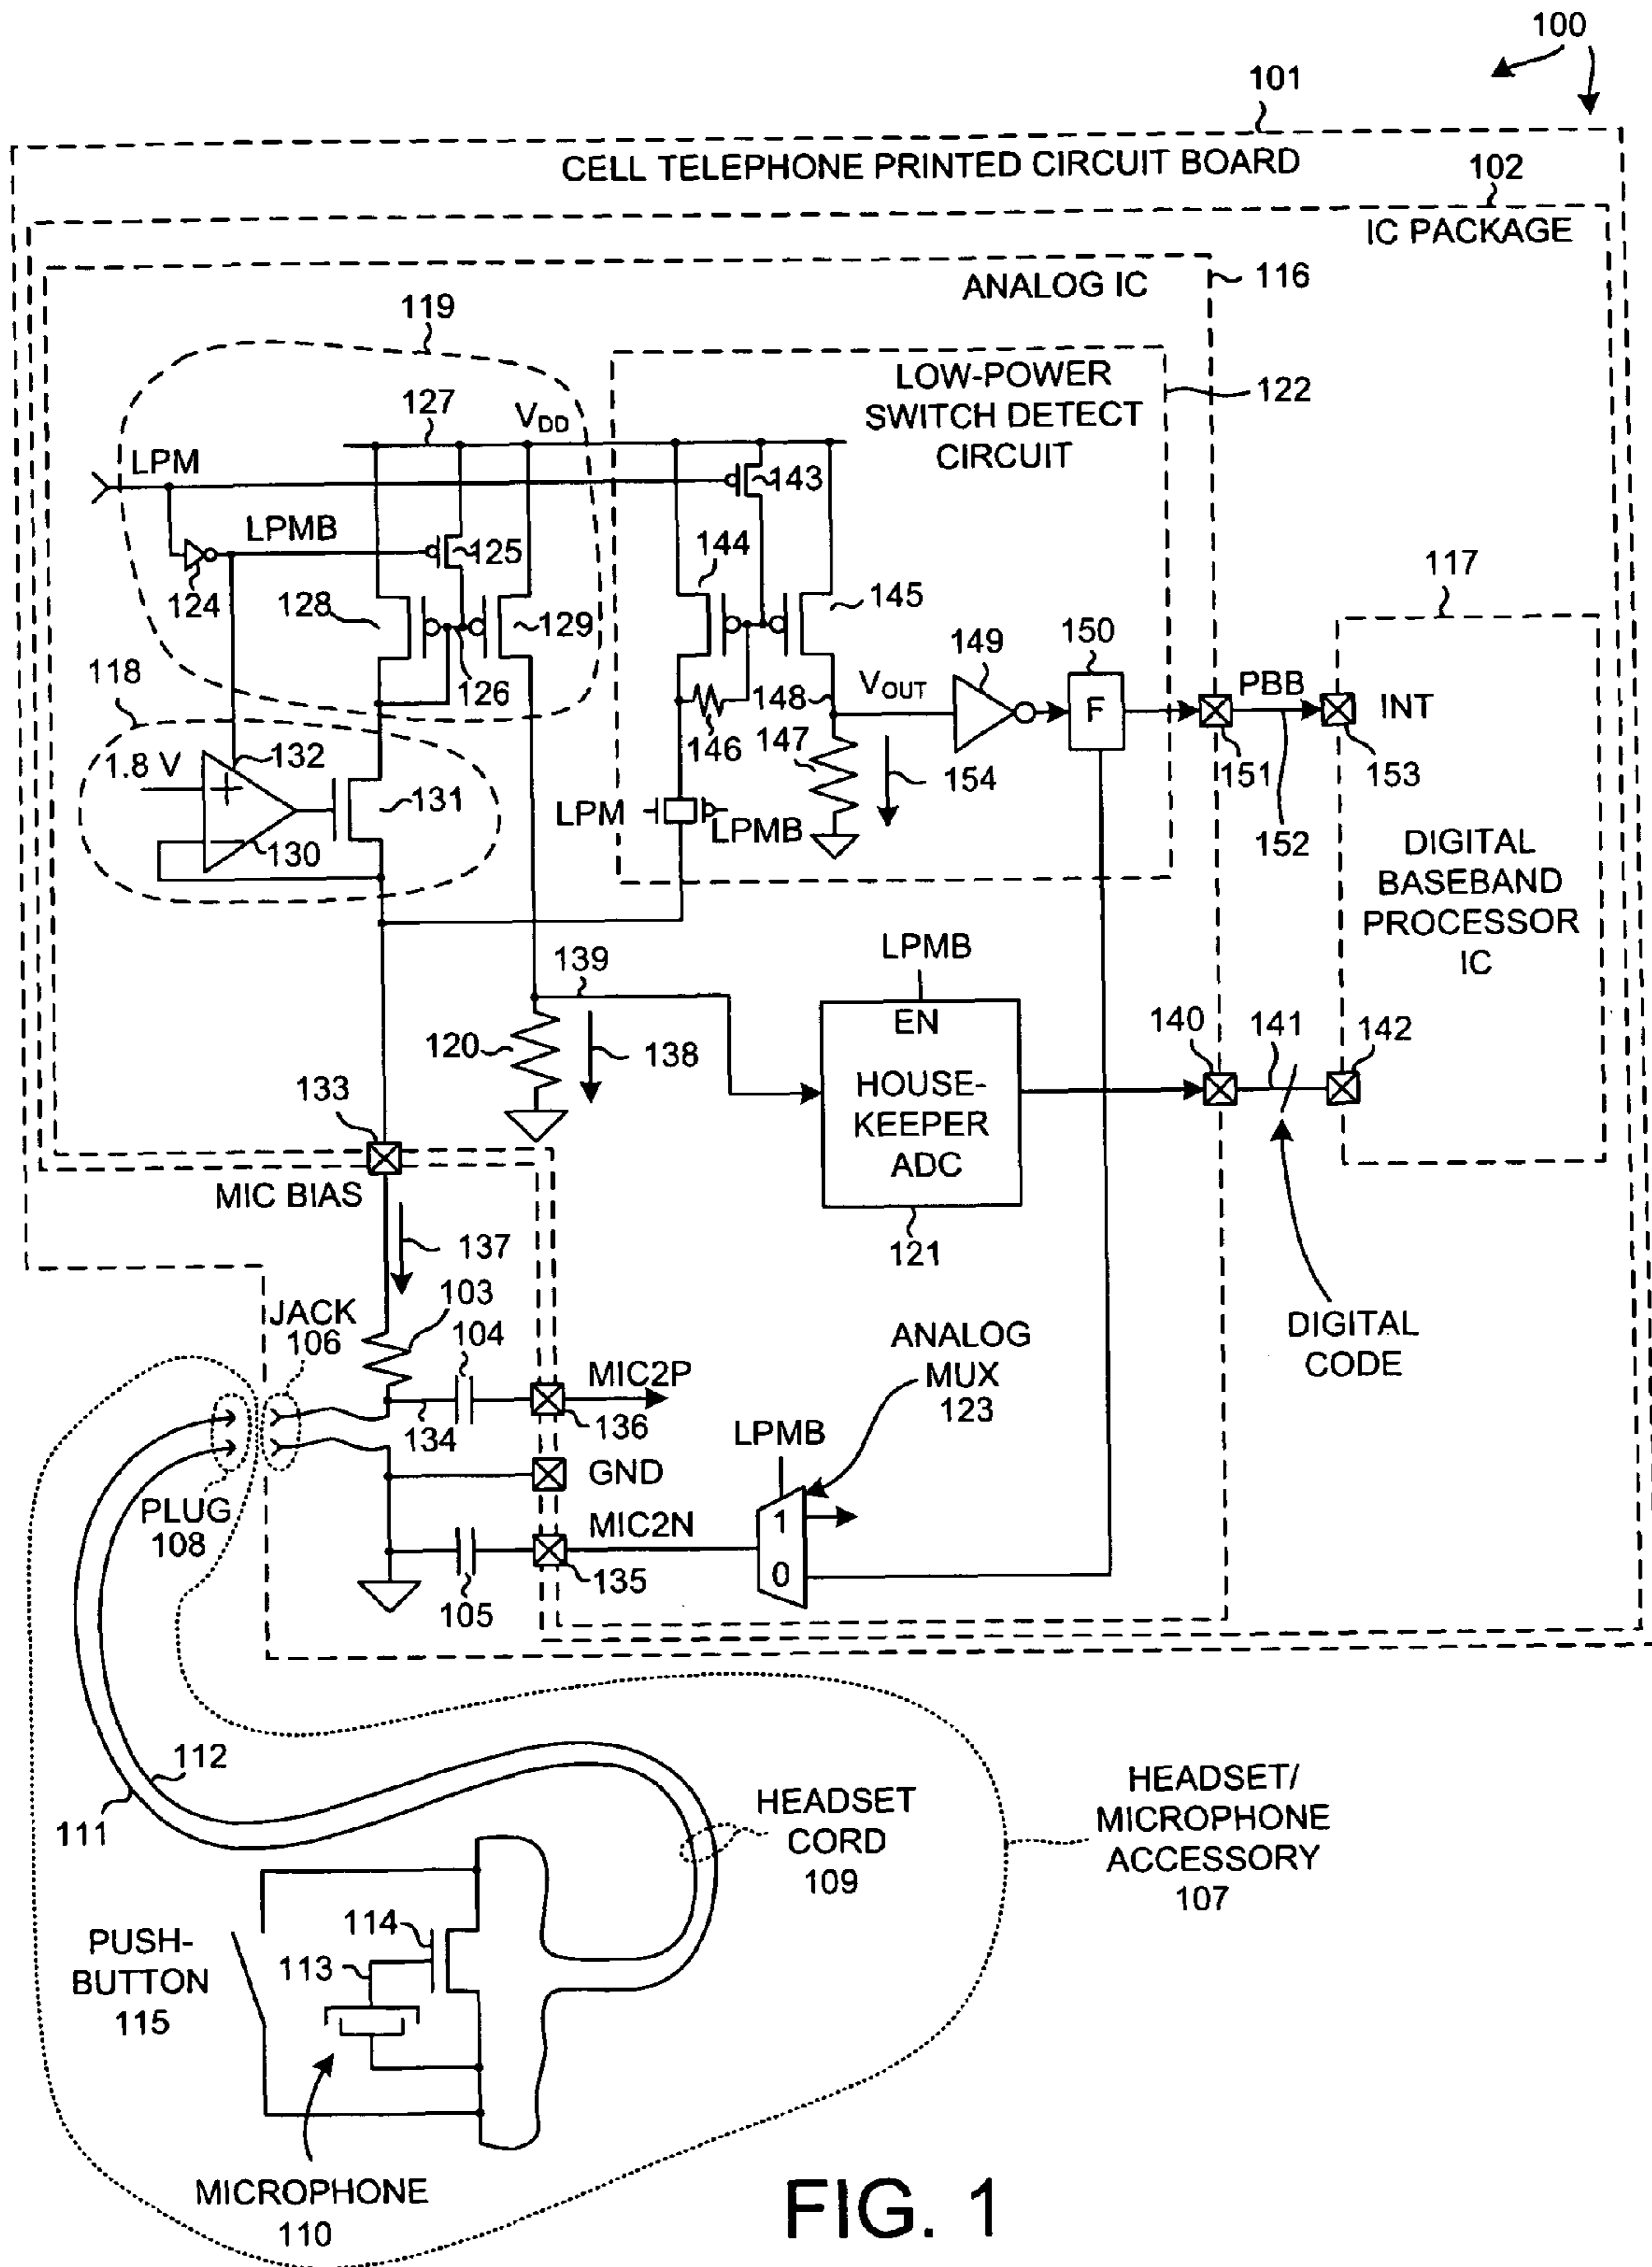 100
101
CELL TELEPHONE PRINTED CIRCUIT BOARD
102
IC PACKAGE
ANALOG IC
116
119
LOW-POWER
SWITCH DETECT
CIRCUIT
122
127
VDD
LPM
143
LPMB
125
144
124
128
129
145
117
118
126
150
149
148
VOUT
F
PBB
INT
146
147
154
151
153
1.8 V
132
+
131
LPM
LPMB
130
152
DIGITAL
BASEBAND
PROCESSOR
IC
139
LPMB
EN
120
138
HOUSE-
KEEPER
ADC
140
141
142
133
MIC BIAS
121
137
103
JACK
106
104
ANALOG
MUX
123
DIGITAL
CODE
MIC2P
134
136
LPMB
GND
PLUG
108
1
MIC2N
0
135
105
112
111
HEADSET
CORD
109
HEADSET/
MICROPHONE
ACCESSORY
107
114
PUSH-
BUTTON
115
113
MICROPHONE
110
FIG. 1